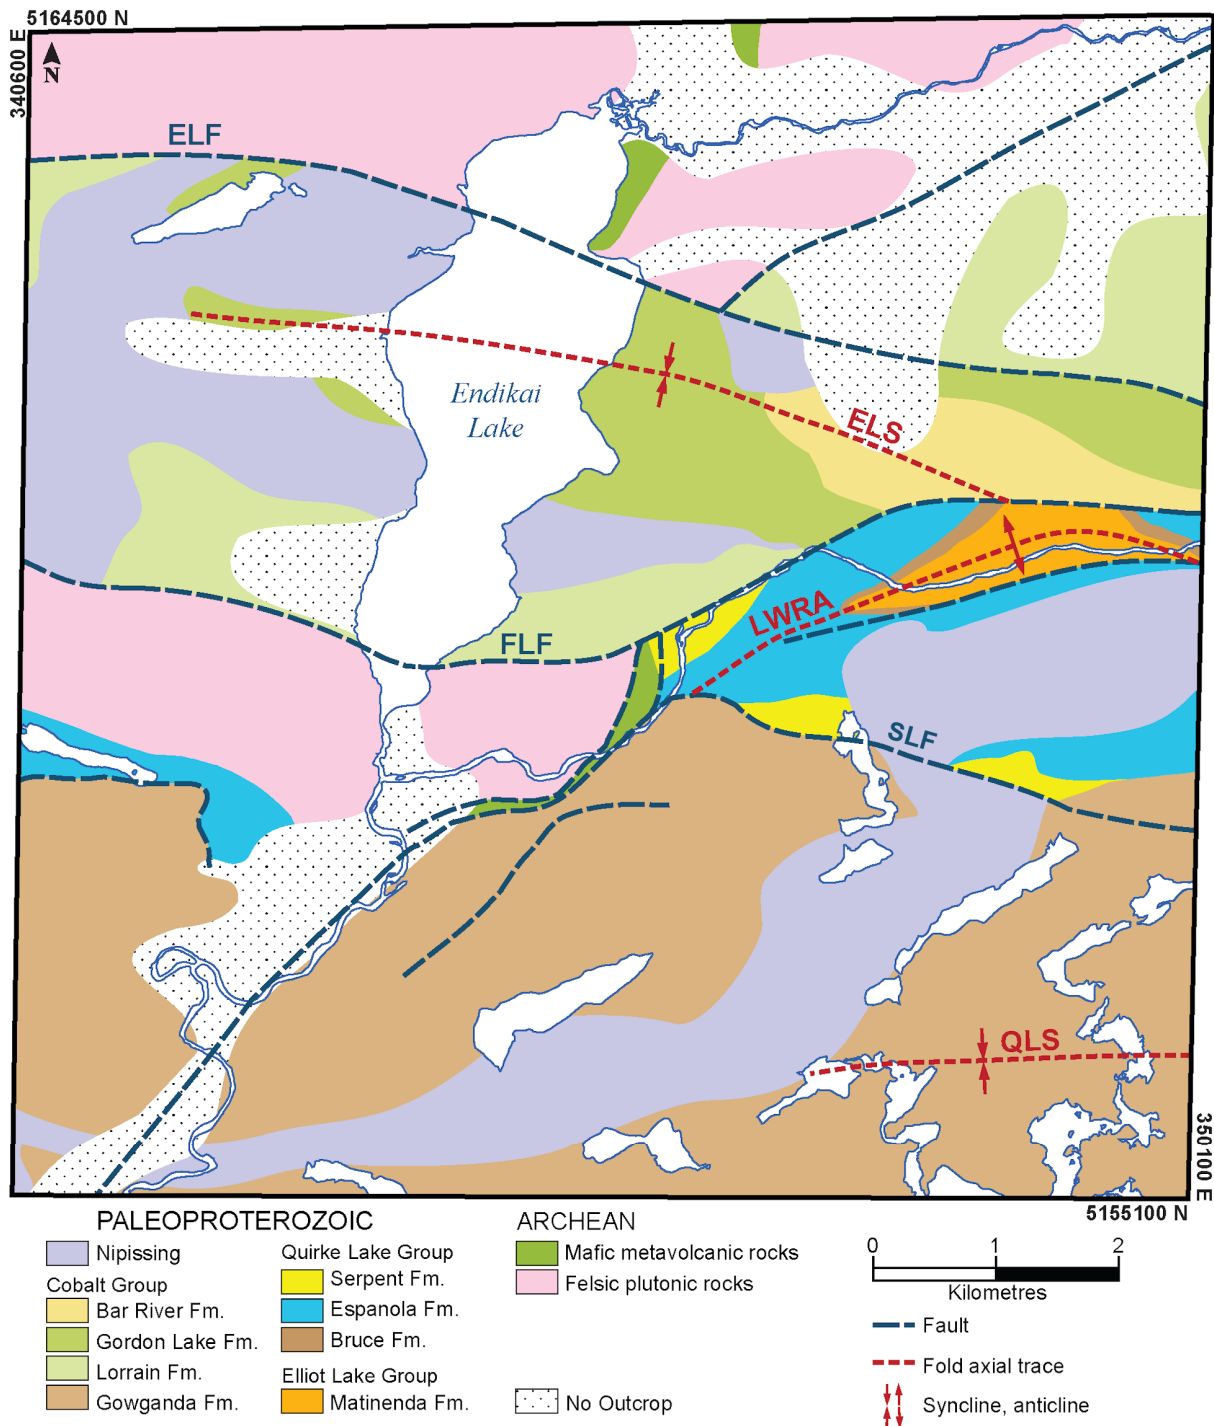 5164500 N
340600 E
N
ELF
Endikai
Lake
ELS
LWRA
FLF
SLF
QLS
350100 E
5155100 N
PALEOPROTEROZOIC
Nipissing
Cobalt Group
Bar River Fm.
Gordon Lake Fm.
Lorrain Fm.
Gowganda Fm.
Quirke Lake Group
Serpent Fm.
Espanola Fm.
Bruce Fm.
Elliot Lake Group
Matinenda Fm.
ARCHEAN
Mafic metavolcanic rocks
Felsic plutonic rocks
No Outcrop
0 1 2
Kilometres
Fault
Fold axial trace
Syncline, anticline